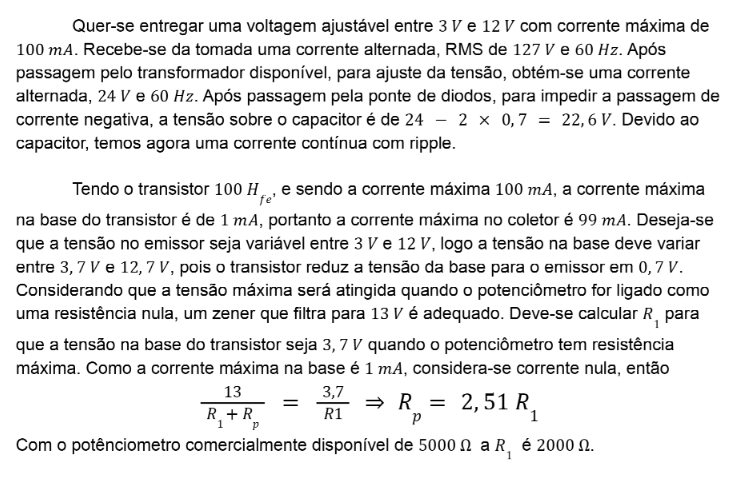 Quer-se entregar uma voltagem ajustável entre 3 V e 12 V com corrente máxima de
100 mA. Recebe-se da tomada uma corrente alternada, RMS de 127 V e 60 Hz. Após
passagem pelo transformador disponível, para ajuste da tensão, obtém-se uma corrente
alternada, 24 V e 60 Hz. Após passagem pela ponte de diodos, para impedir a passagem de
corrente negativa, a tensão sobre o capacitor é de 24 − 2 × 0,7 = 22,6 V. Devido ao
capacitor, temos agora uma corrente contínua com ripple.
Tendo o transistor 100 H_fe, e sendo a corrente máxima 100 mA, a corrente máxima
na base do transistor é de 1 mA, portanto a corrente máxima no coletor é 99 mA. Deseja-se
que a tensão no emissor seja variável entre 3 V e 12 V, logo a tensão na base deve variar
entre 3,7 V e 12,7 V, pois o transistor reduz a tensão da base para o emissor em 0,7 V.
Considerando que a tensão máxima será atingida quando o potenciômetro for ligado como
uma resistência nula, um zener que filtra para 13 V é adequado. Deve-se calcular R_1 para
que a tensão na base do transistor seja 3,7 V quando o potenciômetro tem resistência
máxima. Como a corrente máxima na base é 1 mA, considera-se corrente nula, então
13/(R_1 + R_p) = 3,7/R1 ⇒ R_p = 2,51 R_1
Com o potênciometro comercialmente disponível de 5000 Ω a R_1 é 2000 Ω.